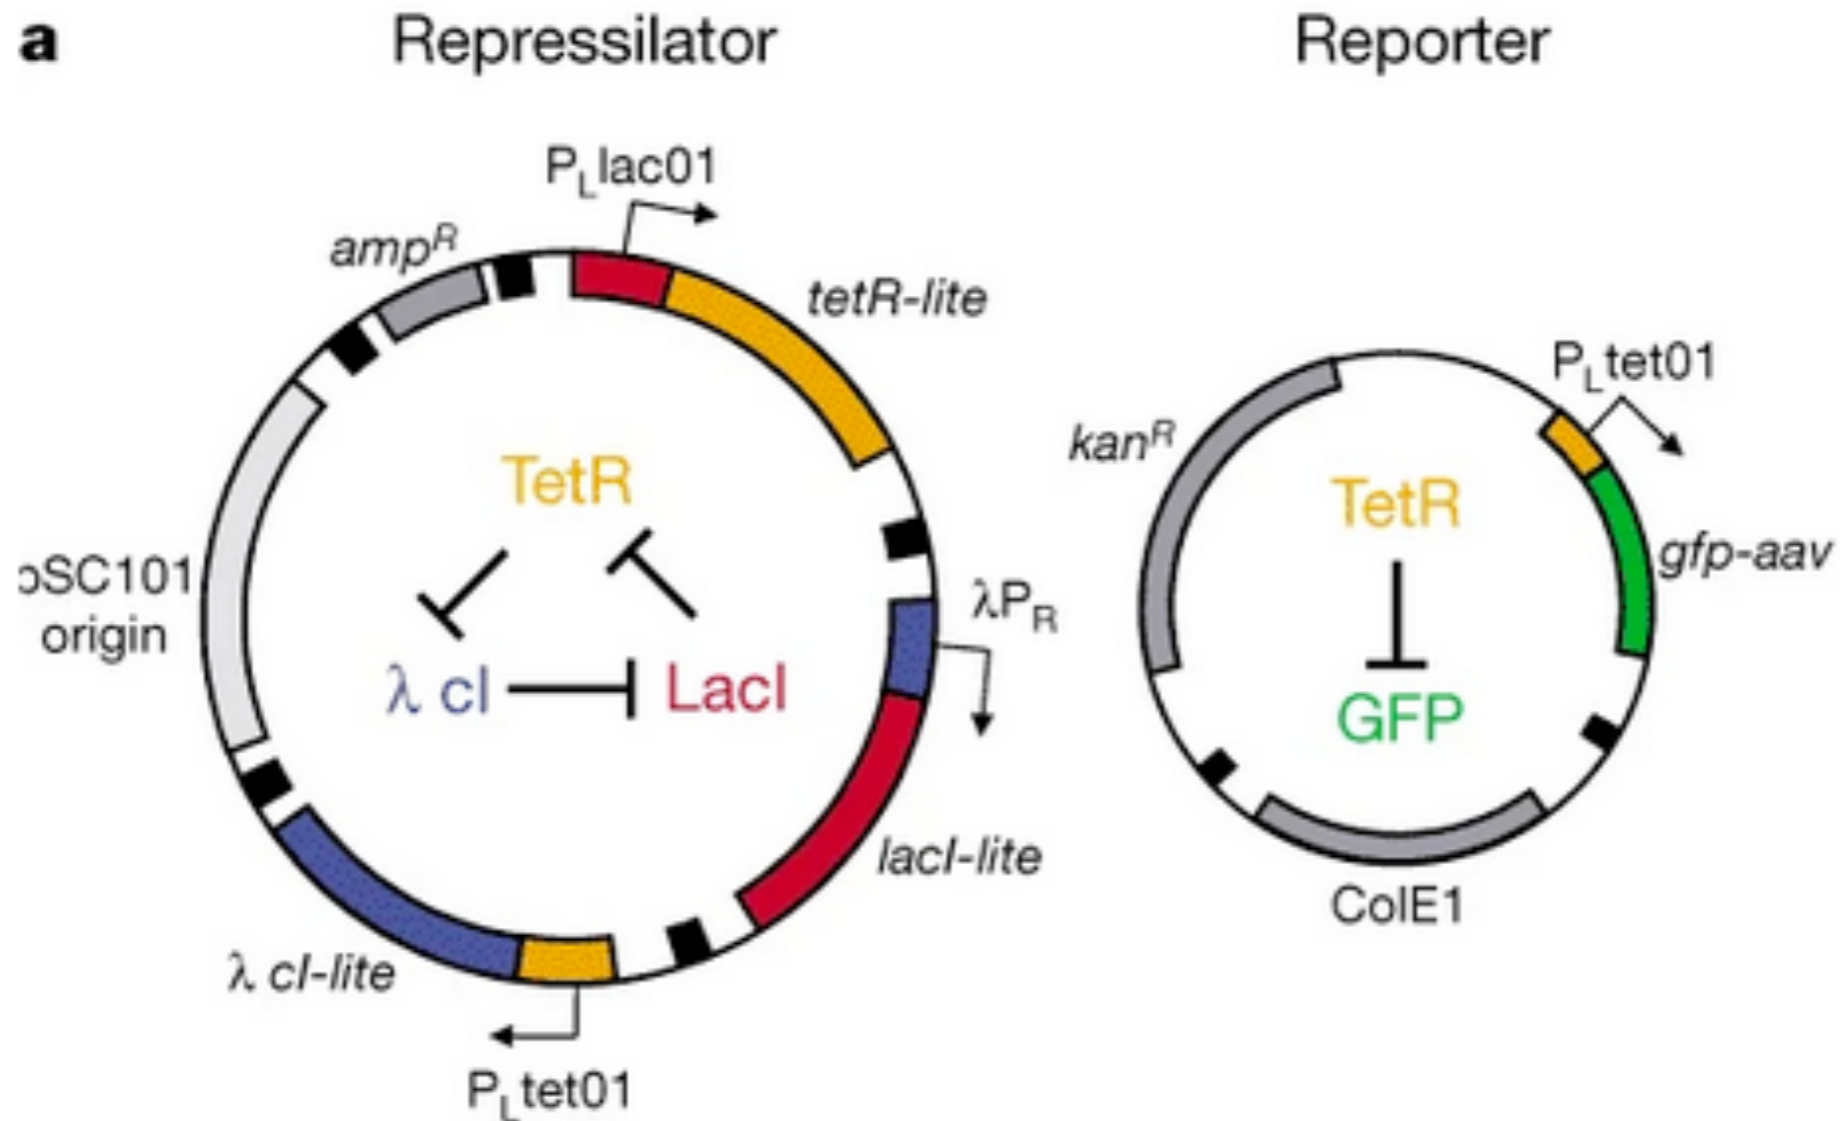 a
Repressilator
Reporter
PLlac01
ampR
tetR-lite
PLtet01
kanR
TetR
TetR
gfp-aav
pSC101
origin
λPR
λ cI
LacI
GFP
lacI-lite
ColE1
λ cI-lite
PLtet01